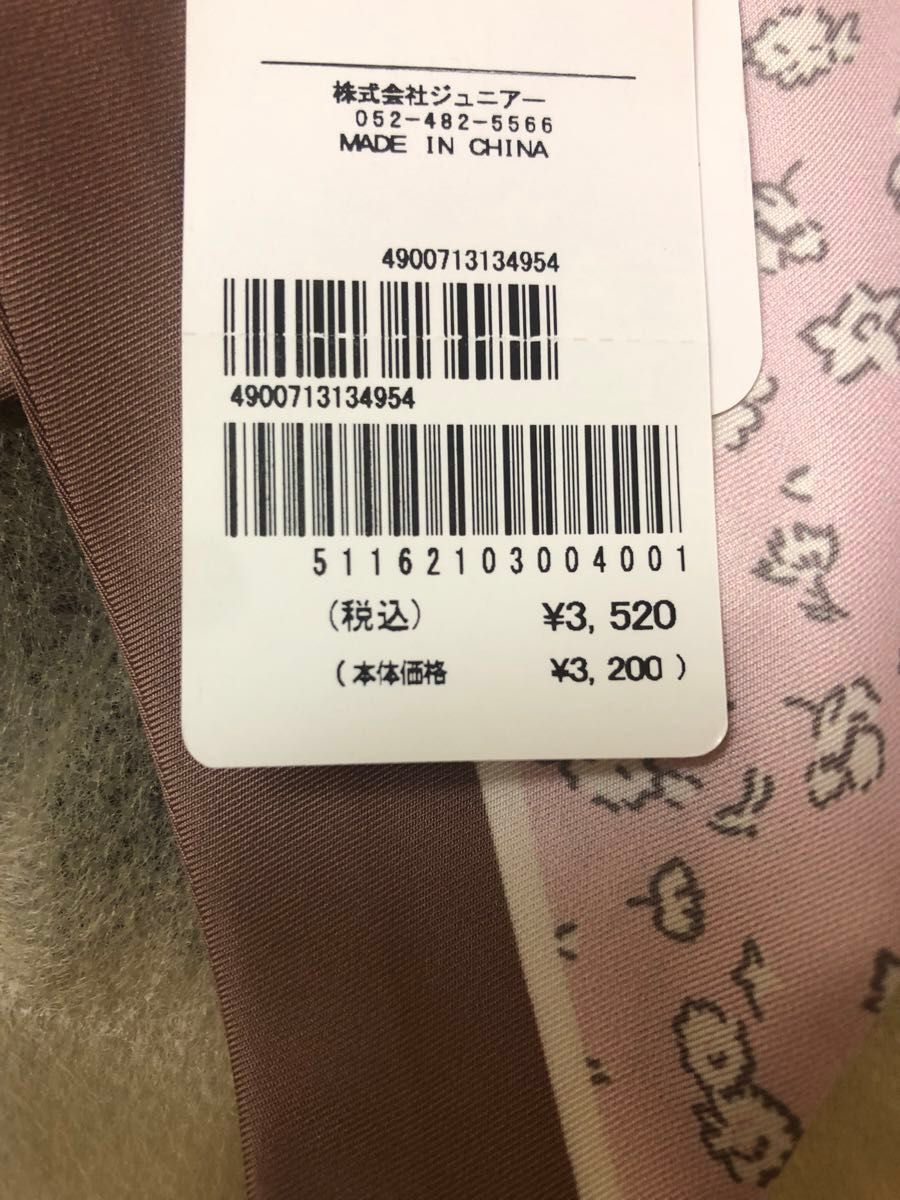 株式会社ジュニアー
052-482-5566
MADE IN CHINA
4900713134954
4900713134954
51162103004001
(税込) ¥3,520
(本体価格 ¥3,200)